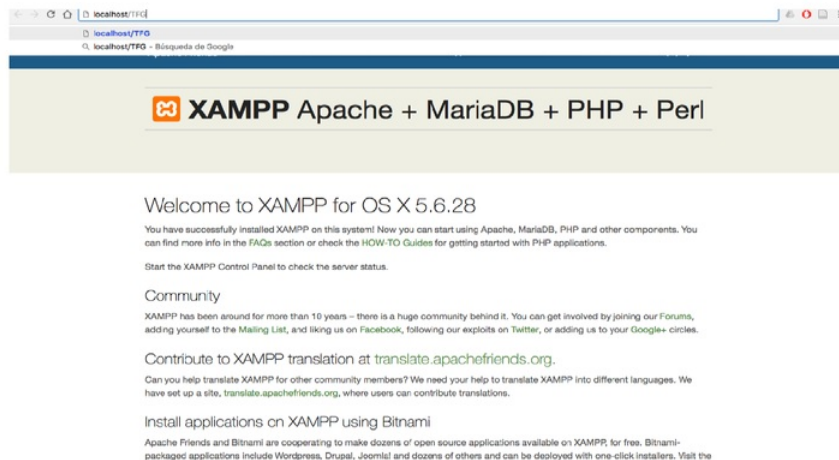 localhost/TFG
localhost/TFG
localhost/TFG – Búsqueda de Google
XAMPP Apache + MariaDB + PHP + Perl
Welcome to XAMPP for OS X 5.6.28
You have successfully installed XAMPP on this system! Now you can start using Apache, MariaDB, PHP and other components. You
can find more info in the FAQs section or check the HOW-TO Guides for getting started with PHP applications.
Start the XAMPP Control Panel to check the server status.
Community
XAMPP has been around for more than 10 years – there is a huge community behind it. You can get involved by joining our Forums,
adding yourself to the Mailing List, and liking us on Facebook, following our exploits on Twitter, or adding us to your Google+ circles.
Contribute to XAMPP translation at translate.apachefriends.org.
Can you help translate XAMPP for other community members? We need your help to translate XAMPP into different languages. We
have set up a site, translate.apachefriends.org, where users can contribute translations.
Install applications on XAMPP using Bitnami
Apache Friends and Bitnami are cooperating to make dozens of open source applications available on XAMPP, for free. Bitnami-
packaged applications include Wordpress, Drupal, Joomla! and dozens of others and can be deployed with one-click installers. Visit the